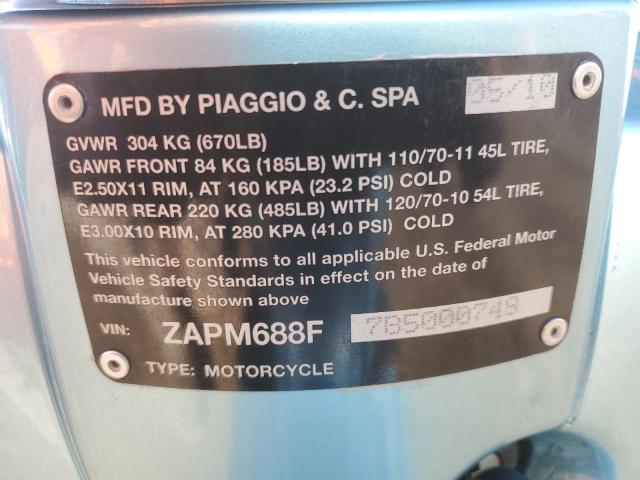 MFD BY PIAGGIO & C. SPA 06/10
GVWR 304 KG (670LB)
GAWR FRONT 84 KG (185LB) WITH 110/70-11 45L TIRE,
E2.50X11 RIM, AT 160 KPA (23.2 PSI) COLD
GAWR REAR 220 KG (485LB) WITH 120/70-10 54L TIRE,
E3.00X10 RIM, AT 280 KPA (41.0 PSI) COLD
This vehicle conforms to all applicable U.S. Federal Motor
Vehicle Safety Standards in effect on the date of
manufacture shown above
VIN: ZAPM688F 7B5000749
TYPE: MOTORCYCLE